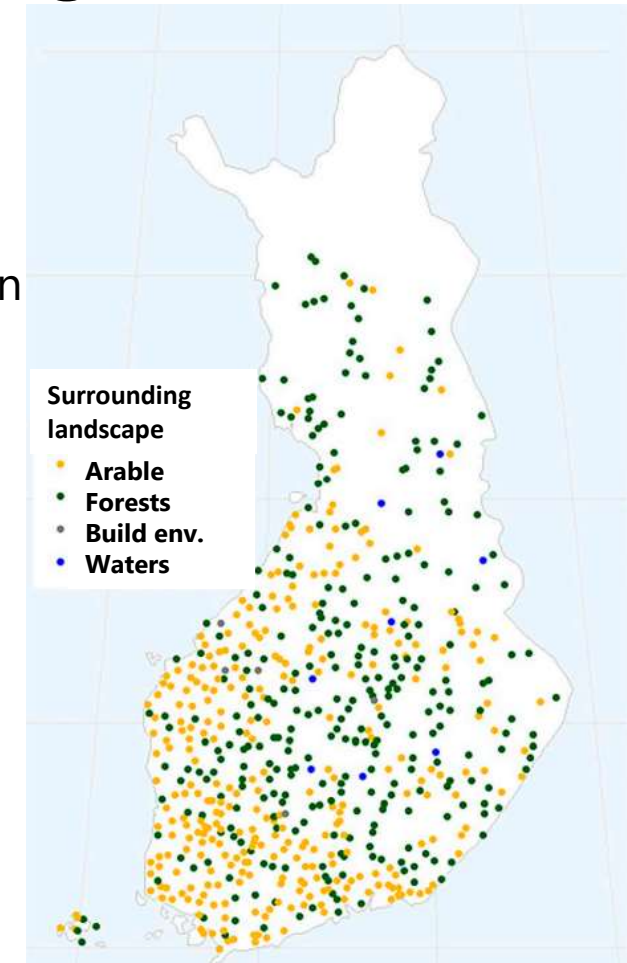 n
Surrounding
landscape
Arable
Forests
Build env.
Waters